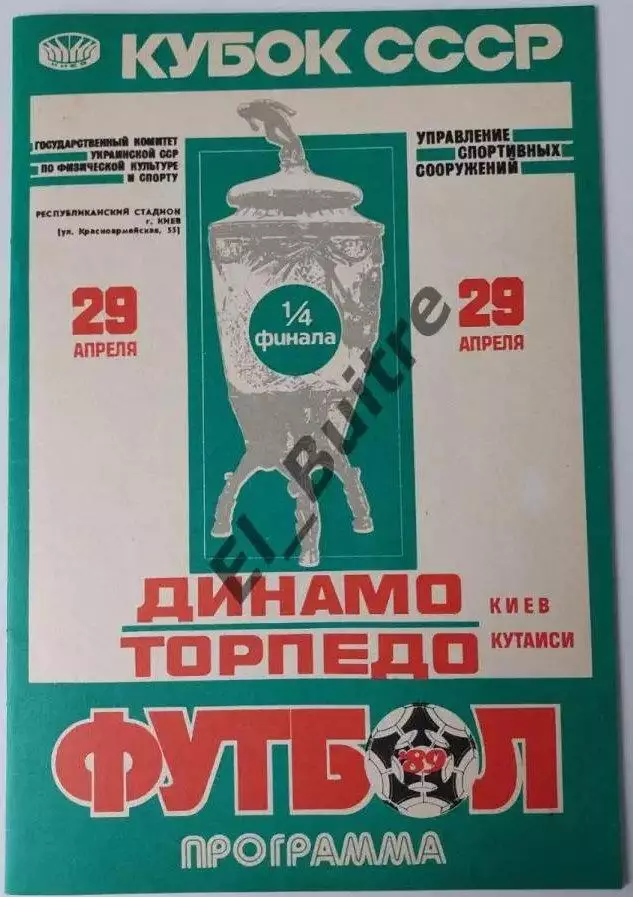 КИЕВ
КУБОК СССР
ГОСУДАРСТВЕННЫЙ КОМИТЕТ
УКРАИНСКОЙ ССР
ПО ФИЗИЧЕСКОЙ КУЛЬТУРЕ
И СПОРТУ
РЕСПУБЛИКАНСКИЙ СТАДИОН
г. КИЕВ
(ул. Красноармейская, 55)
УПРАВЛЕНИЕ
СПОРТИВНЫХ
СООРУЖЕНИЙ
29
АПРЕЛЯ
1/4
финала
29
АПРЕЛЯ
El_Buitre
ДИНАМО КИЕВ
ТОРПЕДО КУТАИСИ
ФУТБОЛ
'89
ПРОГРАММА